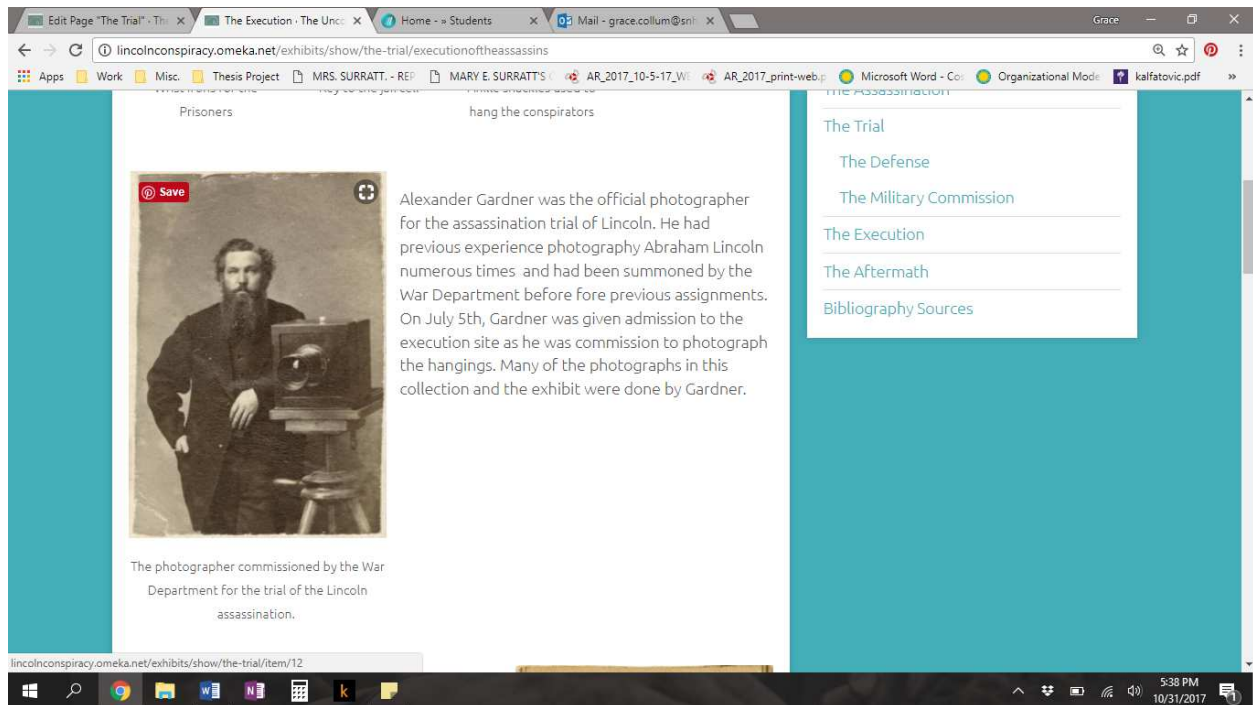 Edit Page "The Trial" · The
The Execution · The Unco
Home - » Students
Mail - grace.collum@snh
Grace
lincolnconspiracy.omeka.net/exhibits/show/the-trial/executionoftheassassins
Apps
Work
Misc.
Thesis Project
MRS. SURRATT. - REP
MARY E. SURRATT'S
AR_2017_10-5-17_WE
AR_2017_print-web.p
Microsoft Word - Co
Organizational Mode
kalfatovic.pdf
»
Prisoners
hang the conspirators
The Assassination
The Trial
The Defense
The Military Commission
The Execution
The Aftermath
Bibliography Sources
Save
Alexander Gardner was the official photographer
for the assassination trial of Lincoln. He had
previous experience photography Abraham Lincoln
numerous times and had been summoned by the
War Department before fore previous assignments.
On July 5th, Gardner was given admission to the
execution site as he was commission to photograph
the hangings. Many of the photographs in this
collection and the exhibit were done by Gardner.
The photographer commissioned by the War
Department for the trial of the Lincoln
assassination.
lincolnconspiracy.omeka.net/exhibits/show/the-trial/item/12
5:38 PM
10/31/2017